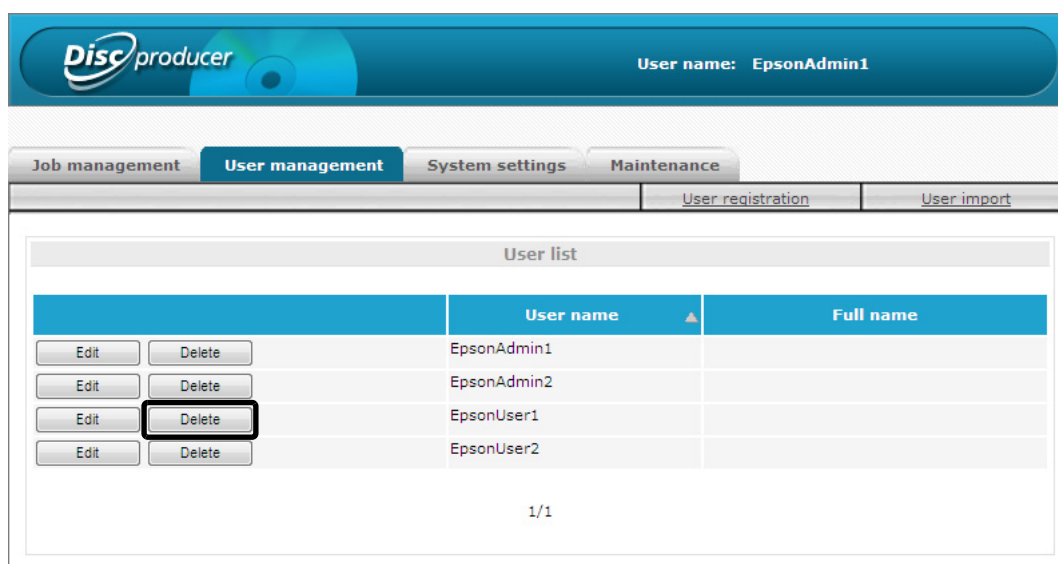 Disc producer
User name: EpsonAdmin1
Job management User management System settings Maintenance
User registration User import
User list
User name Full name
Edit Delete EpsonAdmin1
Edit Delete EpsonAdmin2
Edit Delete EpsonUser1
Edit Delete EpsonUser2
1/1